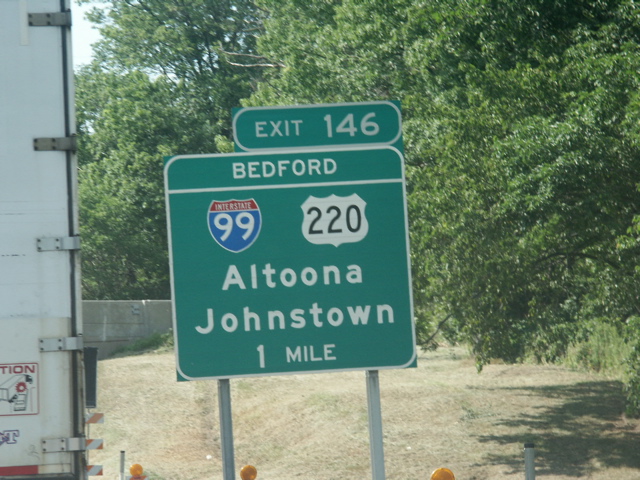 EXIT 146
BEDFORD
INTERSTATE
99
220
Altoona
Johnstown
1 MILE